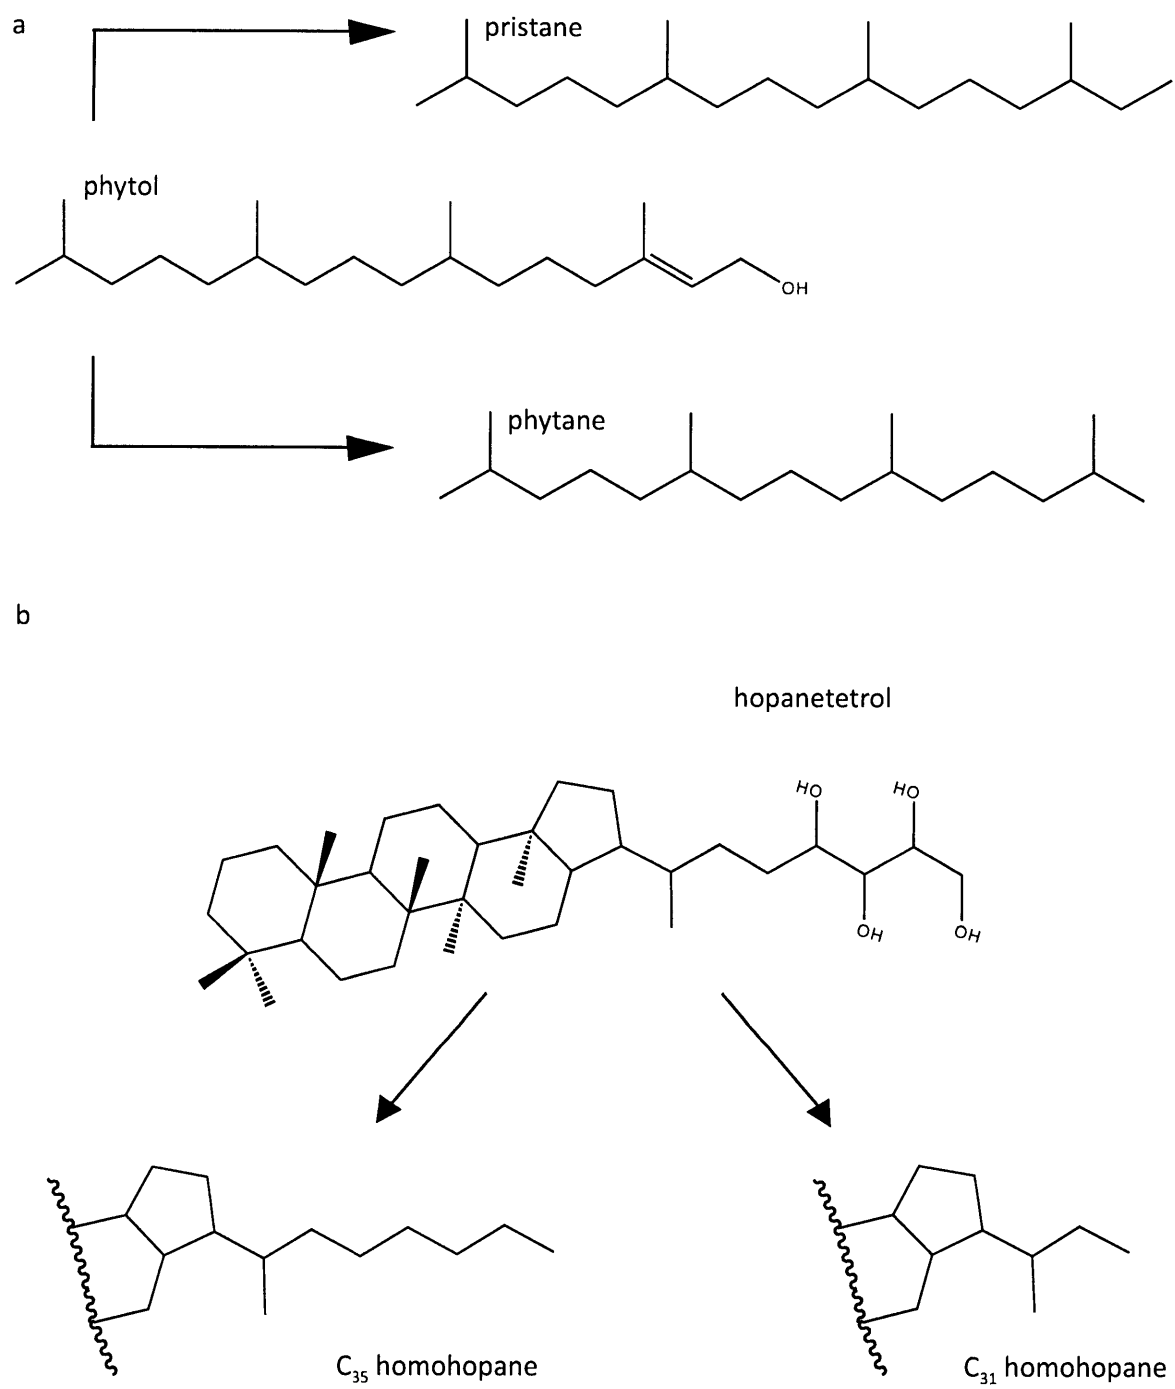 a
pristane
phytol
OH
phytane
b
hopanetetrol
HO
HO
OH
OH
C₃₅ homohopane
C₃₁ homohopane